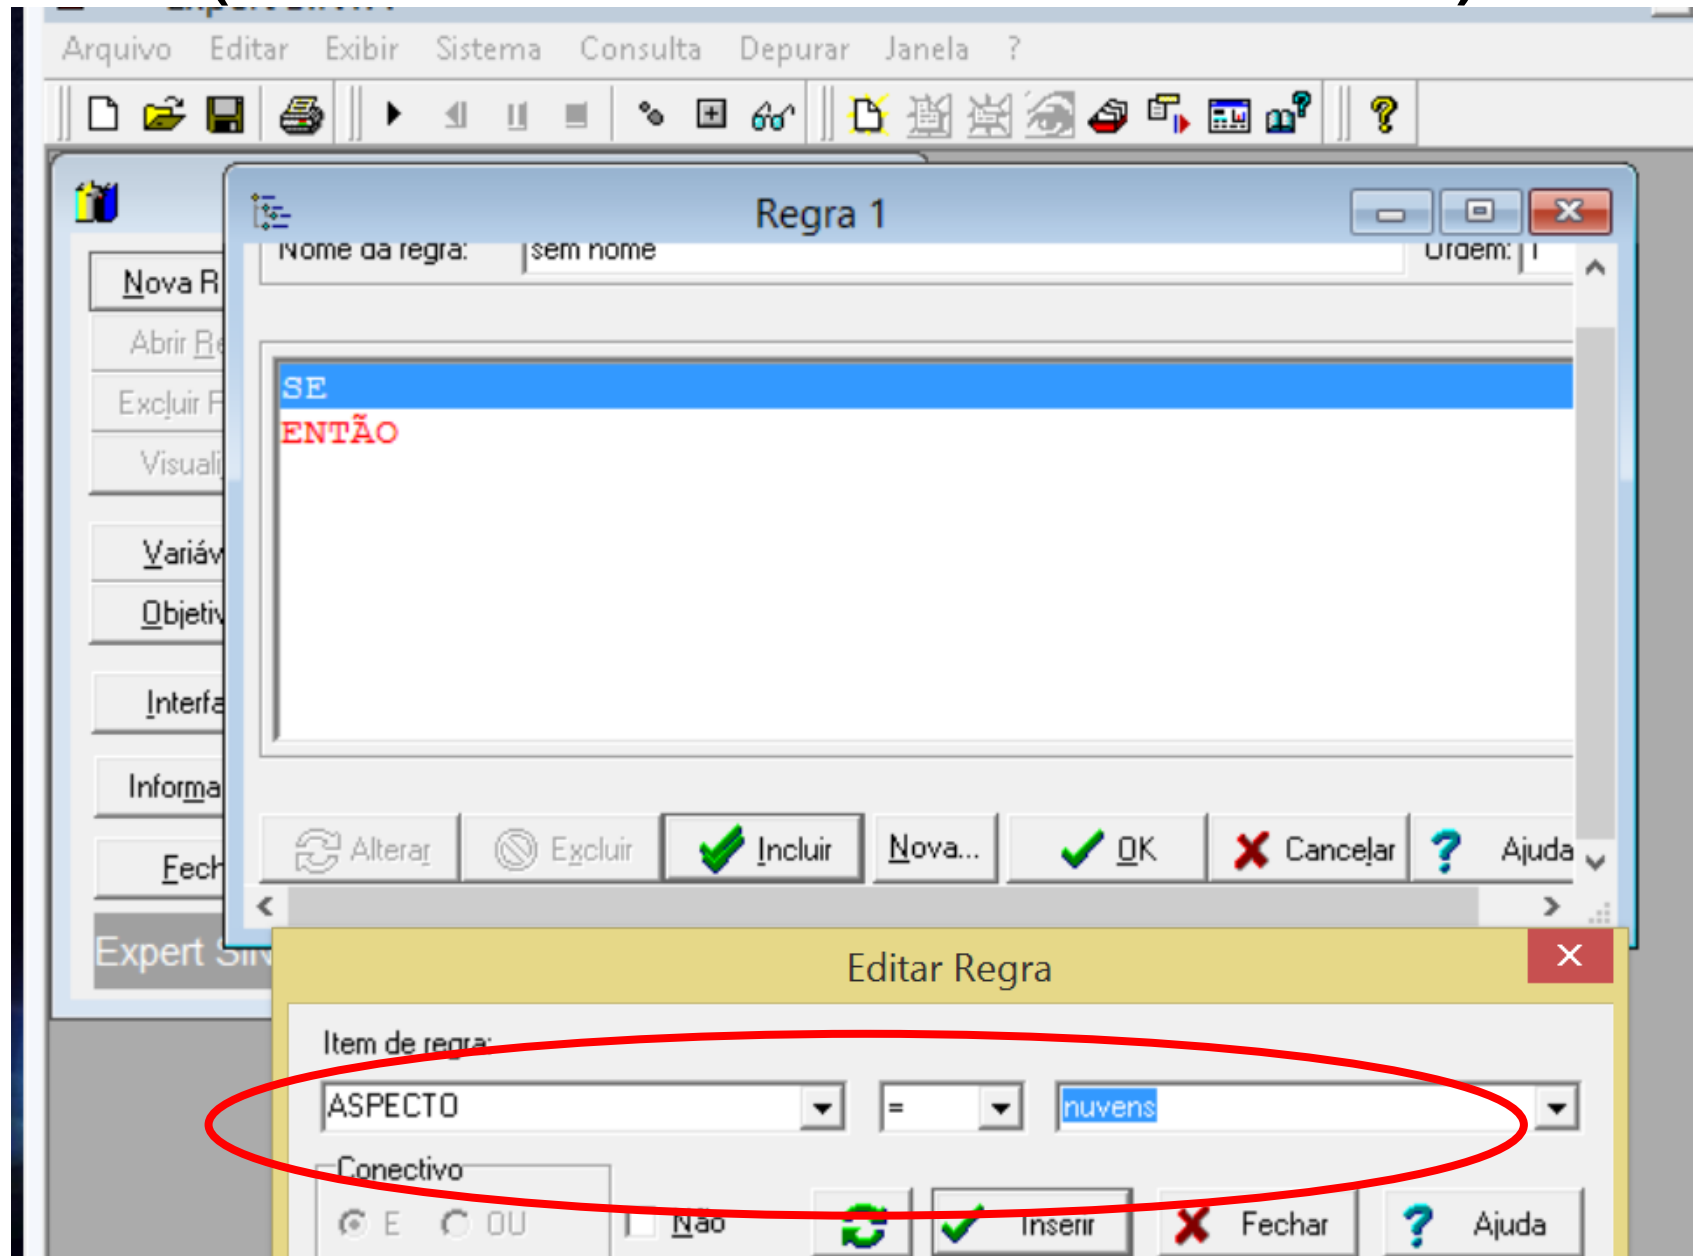 Arquivo Editar Exibir Sistema Consulta Depurar Janela ?
Regra 1
Nome da regra: sem nome Ordem: 1
Nova R
Abrir Re
Excluir
Visuali
Variáv
Objetiv
Interfa
Informa
Fech
Expert SIN
SE
ENTÃO
Alterar Excluir Incluir Nova... OK Cancelar Ajuda
Editar Regra
Item de regra:
ASPECTO = nuvens
Conectivo
E OU Não Inserir Fechar Ajuda